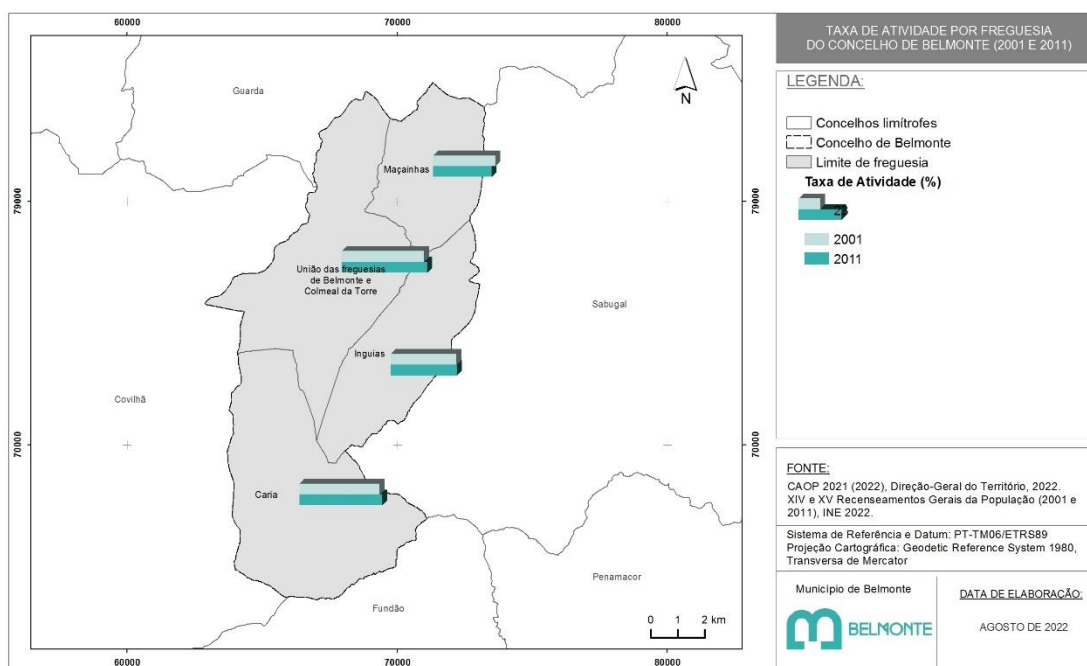 60000
70000
80000
TAXA DE ATIVIDADE POR FREGUESIA
DO CONCELHO DE BELMONTE (2001 E 2011)
LEGENDA:
Concelhos limítrofes
Concelho de Belmonte
Limite de freguesia
Taxa de Atividade (%)
2001
2011
Guarda
N
Maçainhas
79000
79000
União das freguesias
de Belmonte e
Colmeal da Torre
Sabugal
Inguias
Covilhã
70000
70000
Caria
Penamacor
Fundão
0 1 2 km
60000
70000
80000
FONTE:
CAOP 2021 (2022), Direção-Geral do Território, 2022.
XIV e XV Recenseamentos Gerais da População (2001 e
2011), INE 2022.
Sistema de Referência e Datum: PT-TM06/ETRS89
Projeção Cartográfica: Geodetic Reference System 1980,
Transversa de Mercator
Município de Belmonte
BELMONTE
DATA DE ELABORAÇÃO:
AGOSTO DE 2022